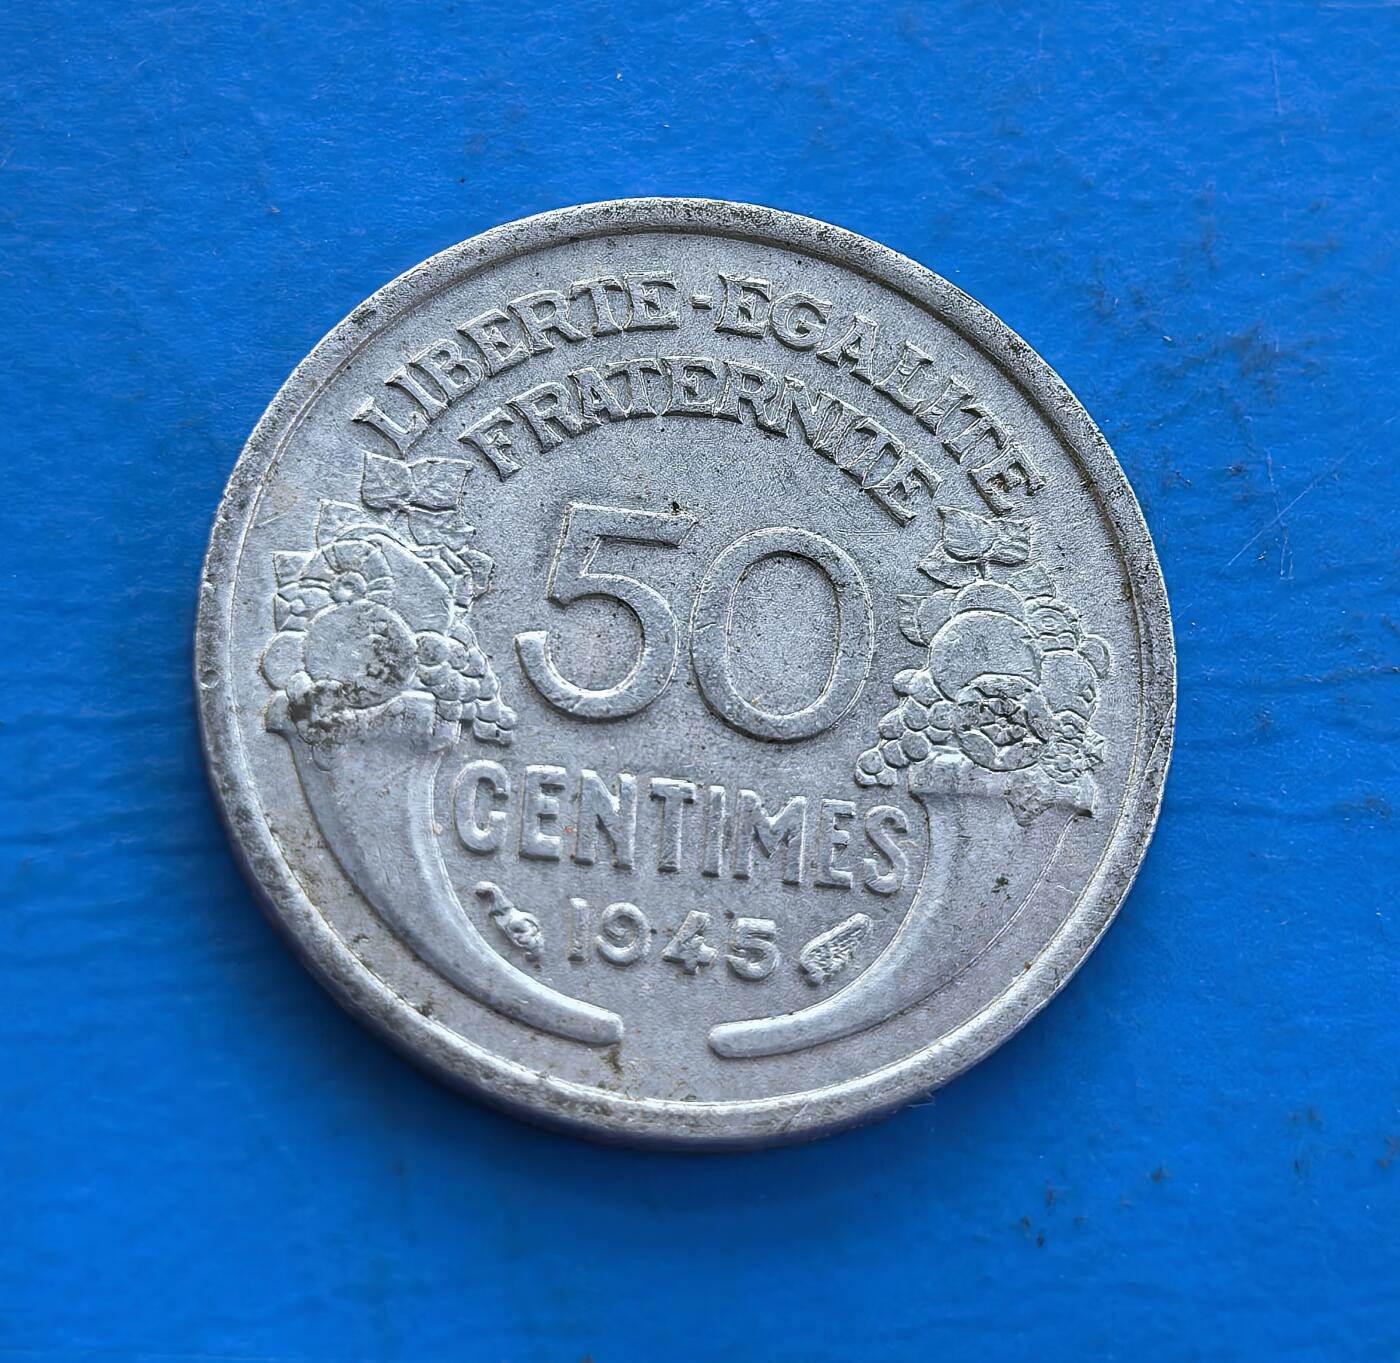 LIBERTE-EGALITE
FRATERNITE
50
CENTIMES
1945